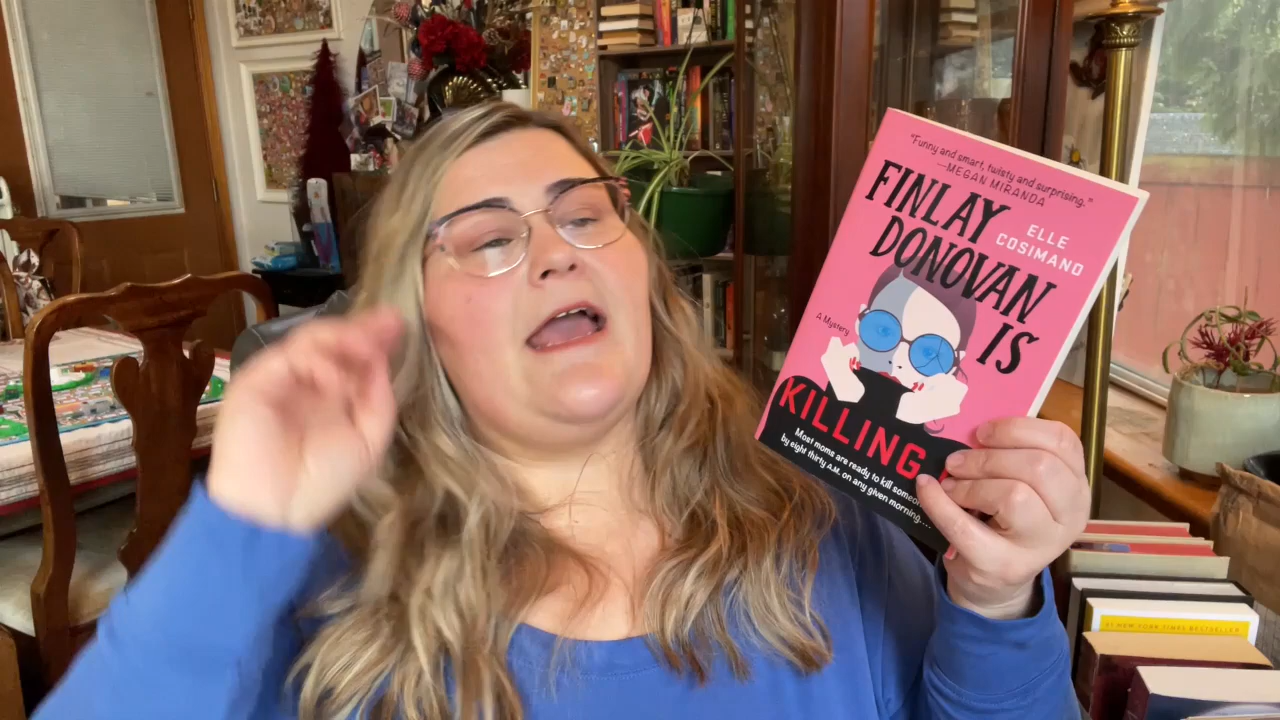 "Funny and smart, twisty and surprising."
—MEGAN MIRANDA
FINLAY
DONOVAN
IS
ELLE
COSIMANO
A Mystery
KILLING
Most moms are ready to kill someon
by eight thirty A.M. on any given morning....
#1 NEW YORK TIMES BESTSELLER